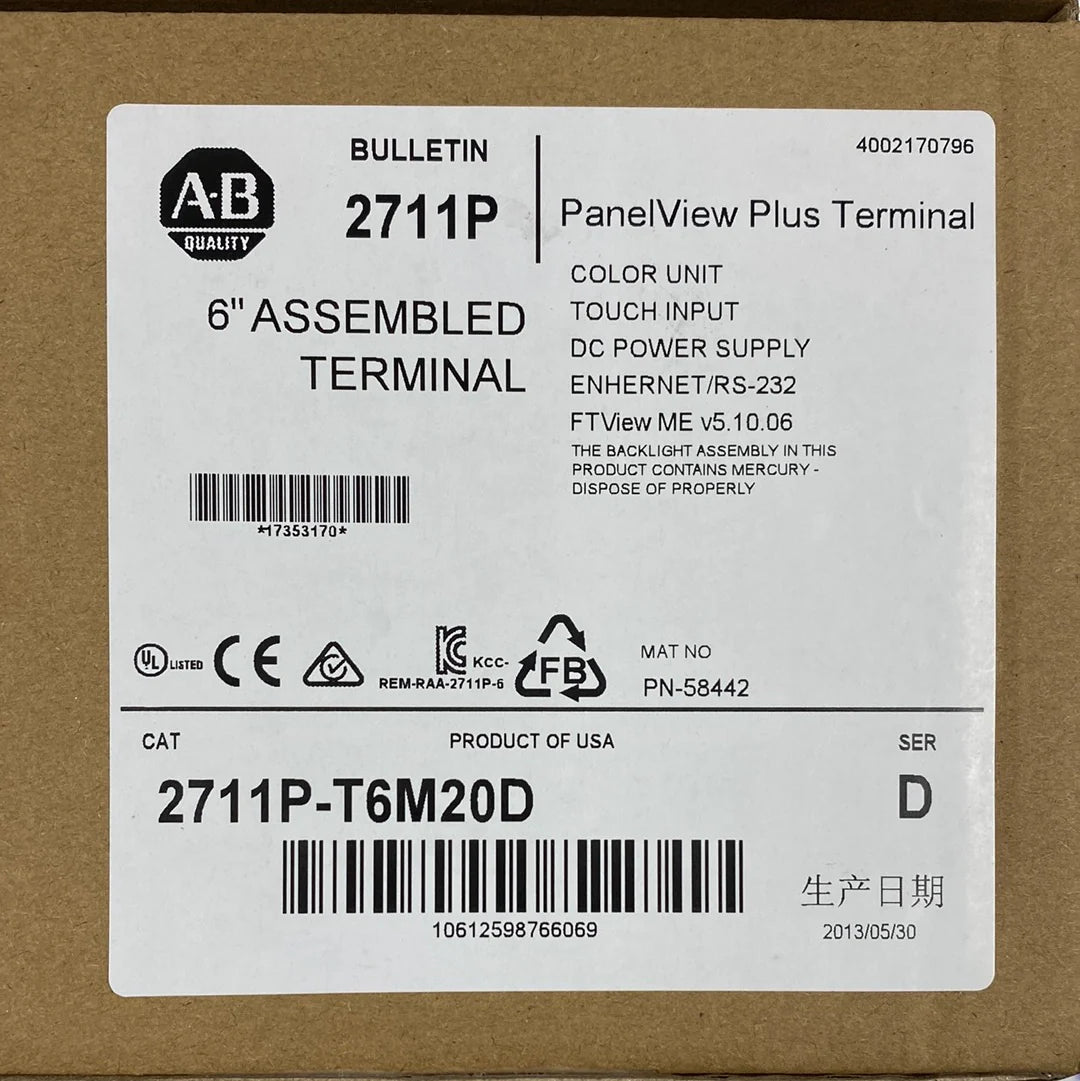 A-B
QUALITY
BULLETIN
2711P
4002170796
PanelView Plus Terminal
6" ASSEMBLED
TERMINAL
COLOR UNIT
TOUCH INPUT
DC POWER SUPPLY
ENHERNET/RS-232
FTView ME v5.10.06
THE BACKLIGHT ASSEMBLY IN THIS
PRODUCT CONTAINS MERCURY -
DISPOSE OF PROPERLY
*17353170*
UL LISTED
CE
KCC-
REM-RAA-2711P-6
FB
MAT NO
PN-58442
CAT
PRODUCT OF USA
SER
2711P-T6M20D
D
10612598766069
生产日期
2013/05/30